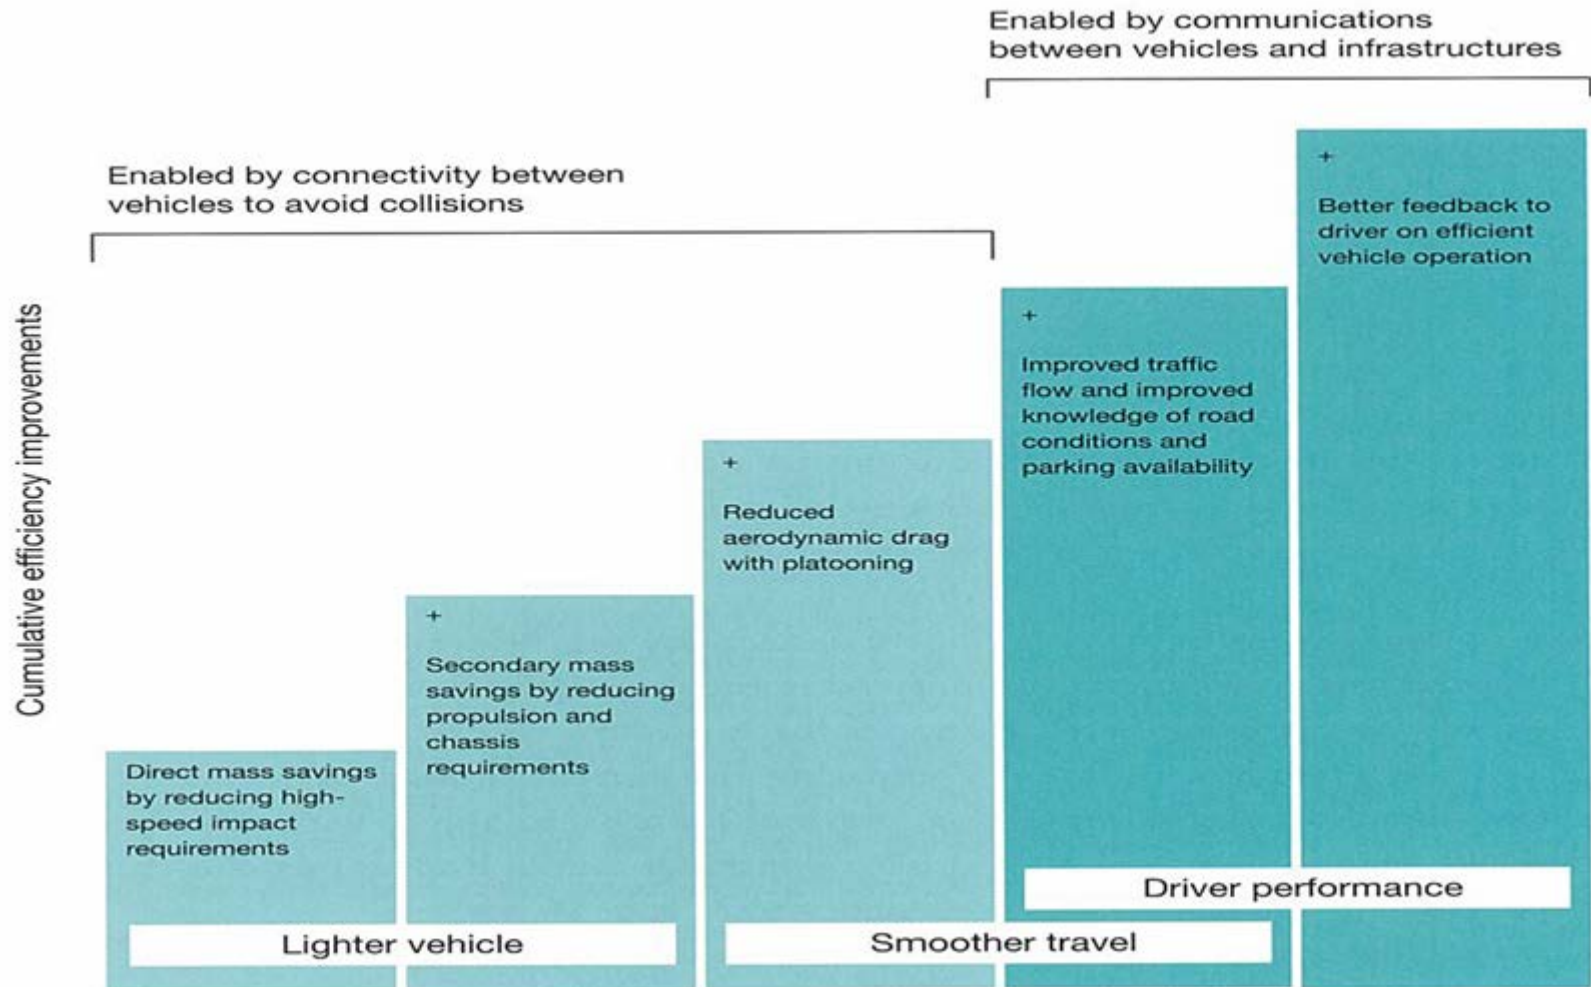 Enabled by communications
between vehicles and infrastructures
Enabled by connectivity between
vehicles to avoid collisions
Cumulative efficiency improvements
Direct mass savings
by reducing high-
speed impact
requirements
+
Secondary mass
savings by reducing
propulsion and
chassis
requirements
+
Reduced
aerodynamic drag
with platooning
+
Improved traffic
flow and improved
knowledge of road
conditions and
parking availability
+
Better feedback to
driver on efficient
vehicle operation
Lighter vehicle
Smoother travel
Driver performance